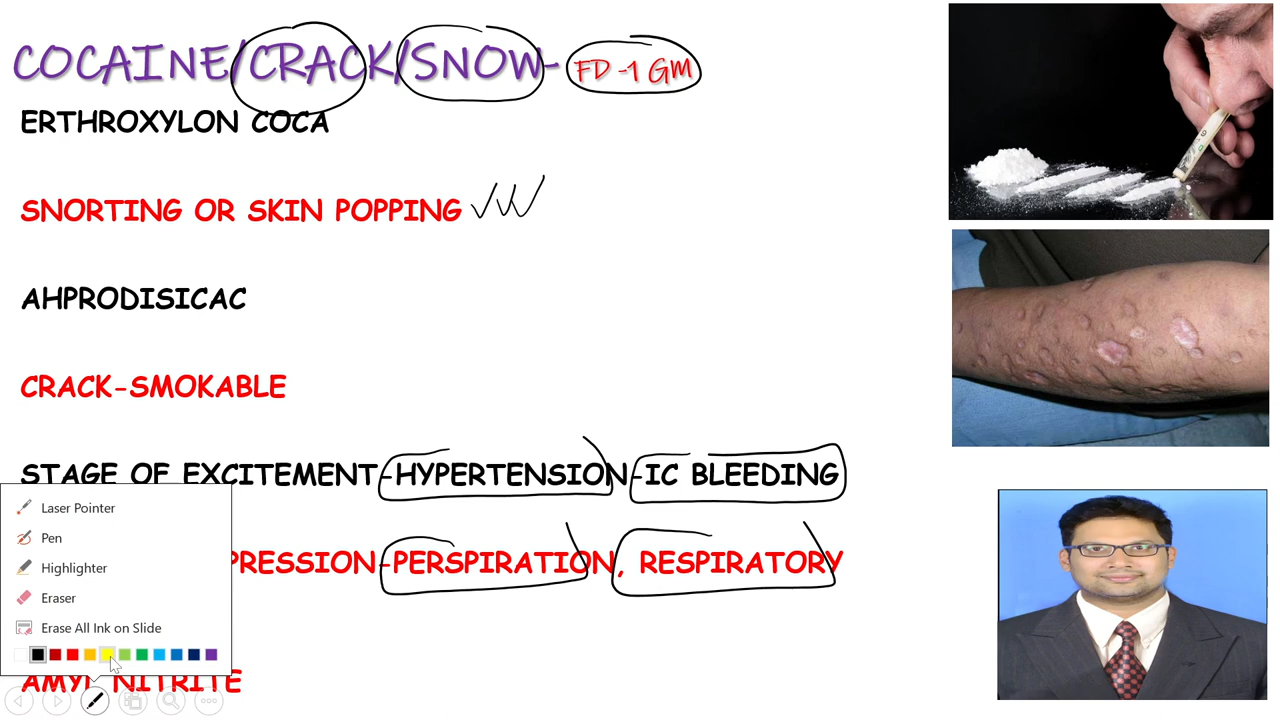 COCAINE/CRACK/SNOW- FD -1 GM
ERTHROXYLON COCA
SNORTING OR SKIN POPPING
AHPRODISICAC
CRACK-SMOKABLE
STAGE OF EXCITEMENT-HYPERTENSION-IC BLEEDING
PRESSION-PERSPIRATION, RESPIRATORY
AMYL NITRITE
Laser Pointer
Pen
Highlighter
Eraser
Erase All Ink on Slide